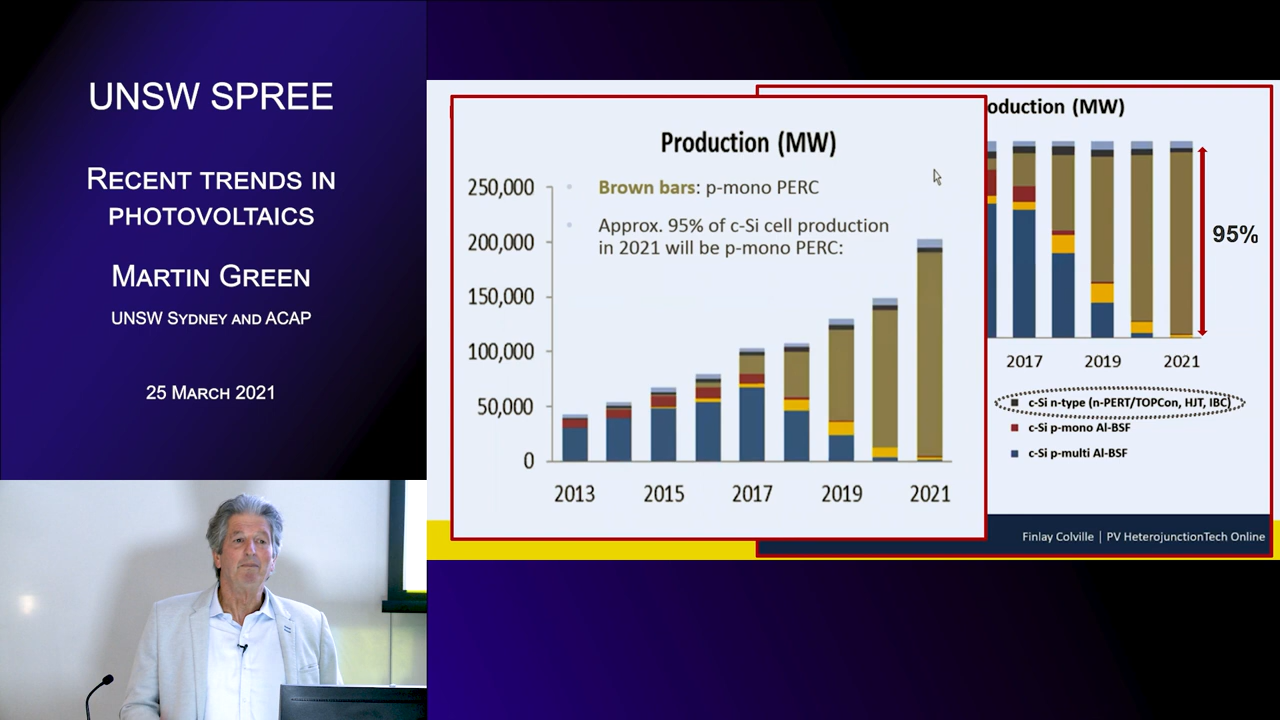 UNSW SPREE
RECENT TRENDS IN
PHOTOVOLTAICS
MARTIN GREEN
UNSW SYDNEY AND ACAP
25 MARCH 2021
Production (MW)
250,000
200,000
150,000
100,000
50,000
0
Brown bars: p-mono PERC
Approx. 95% of c-Si cell production
in 2021 will be p-mono PERC:
2013 2015 2017 2019 2021
oduction (MW)
95%
2017 2019 2021
c-Si n-type (n-PERT/TOPCon, HJT, IBC)
c-Si p-mono Al-BSF
c-Si p-multi Al-BSF
Finlay Colville | PV HeterojunctionTech Online